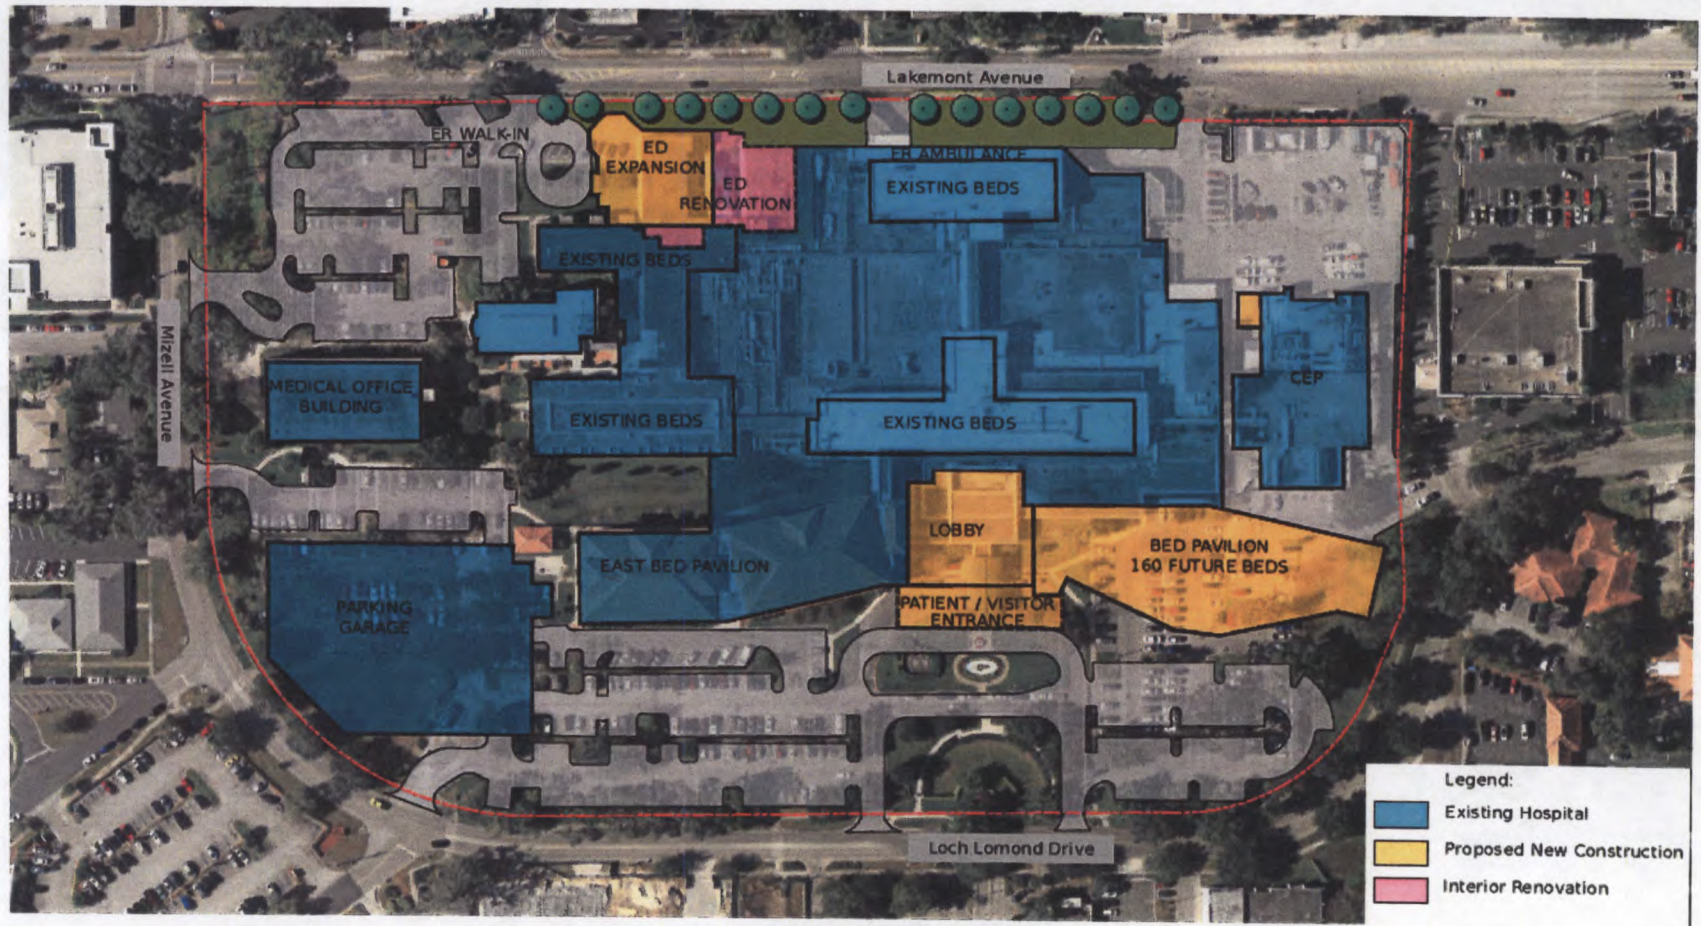 Lakemont Avenue
ER WALK-IN
ED
EXPANSION
ED
RENOVATION
ER AMBULANCE
EXISTING BEDS
EXISTING BEDS
Mizell Avenue
MEDICAL OFFICE
BUILDING
EXISTING BEDS
EXISTING BEDS
CEP
LOBBY
BED PAVILION
160 FUTURE BEDS
EAST BED PAVILION
PATIENT / VISITOR
ENTRANCE
PARKING
GARAGE
Loch Lomond Drive
Legend:
Existing Hospital
Proposed New Construction
Interior Renovation